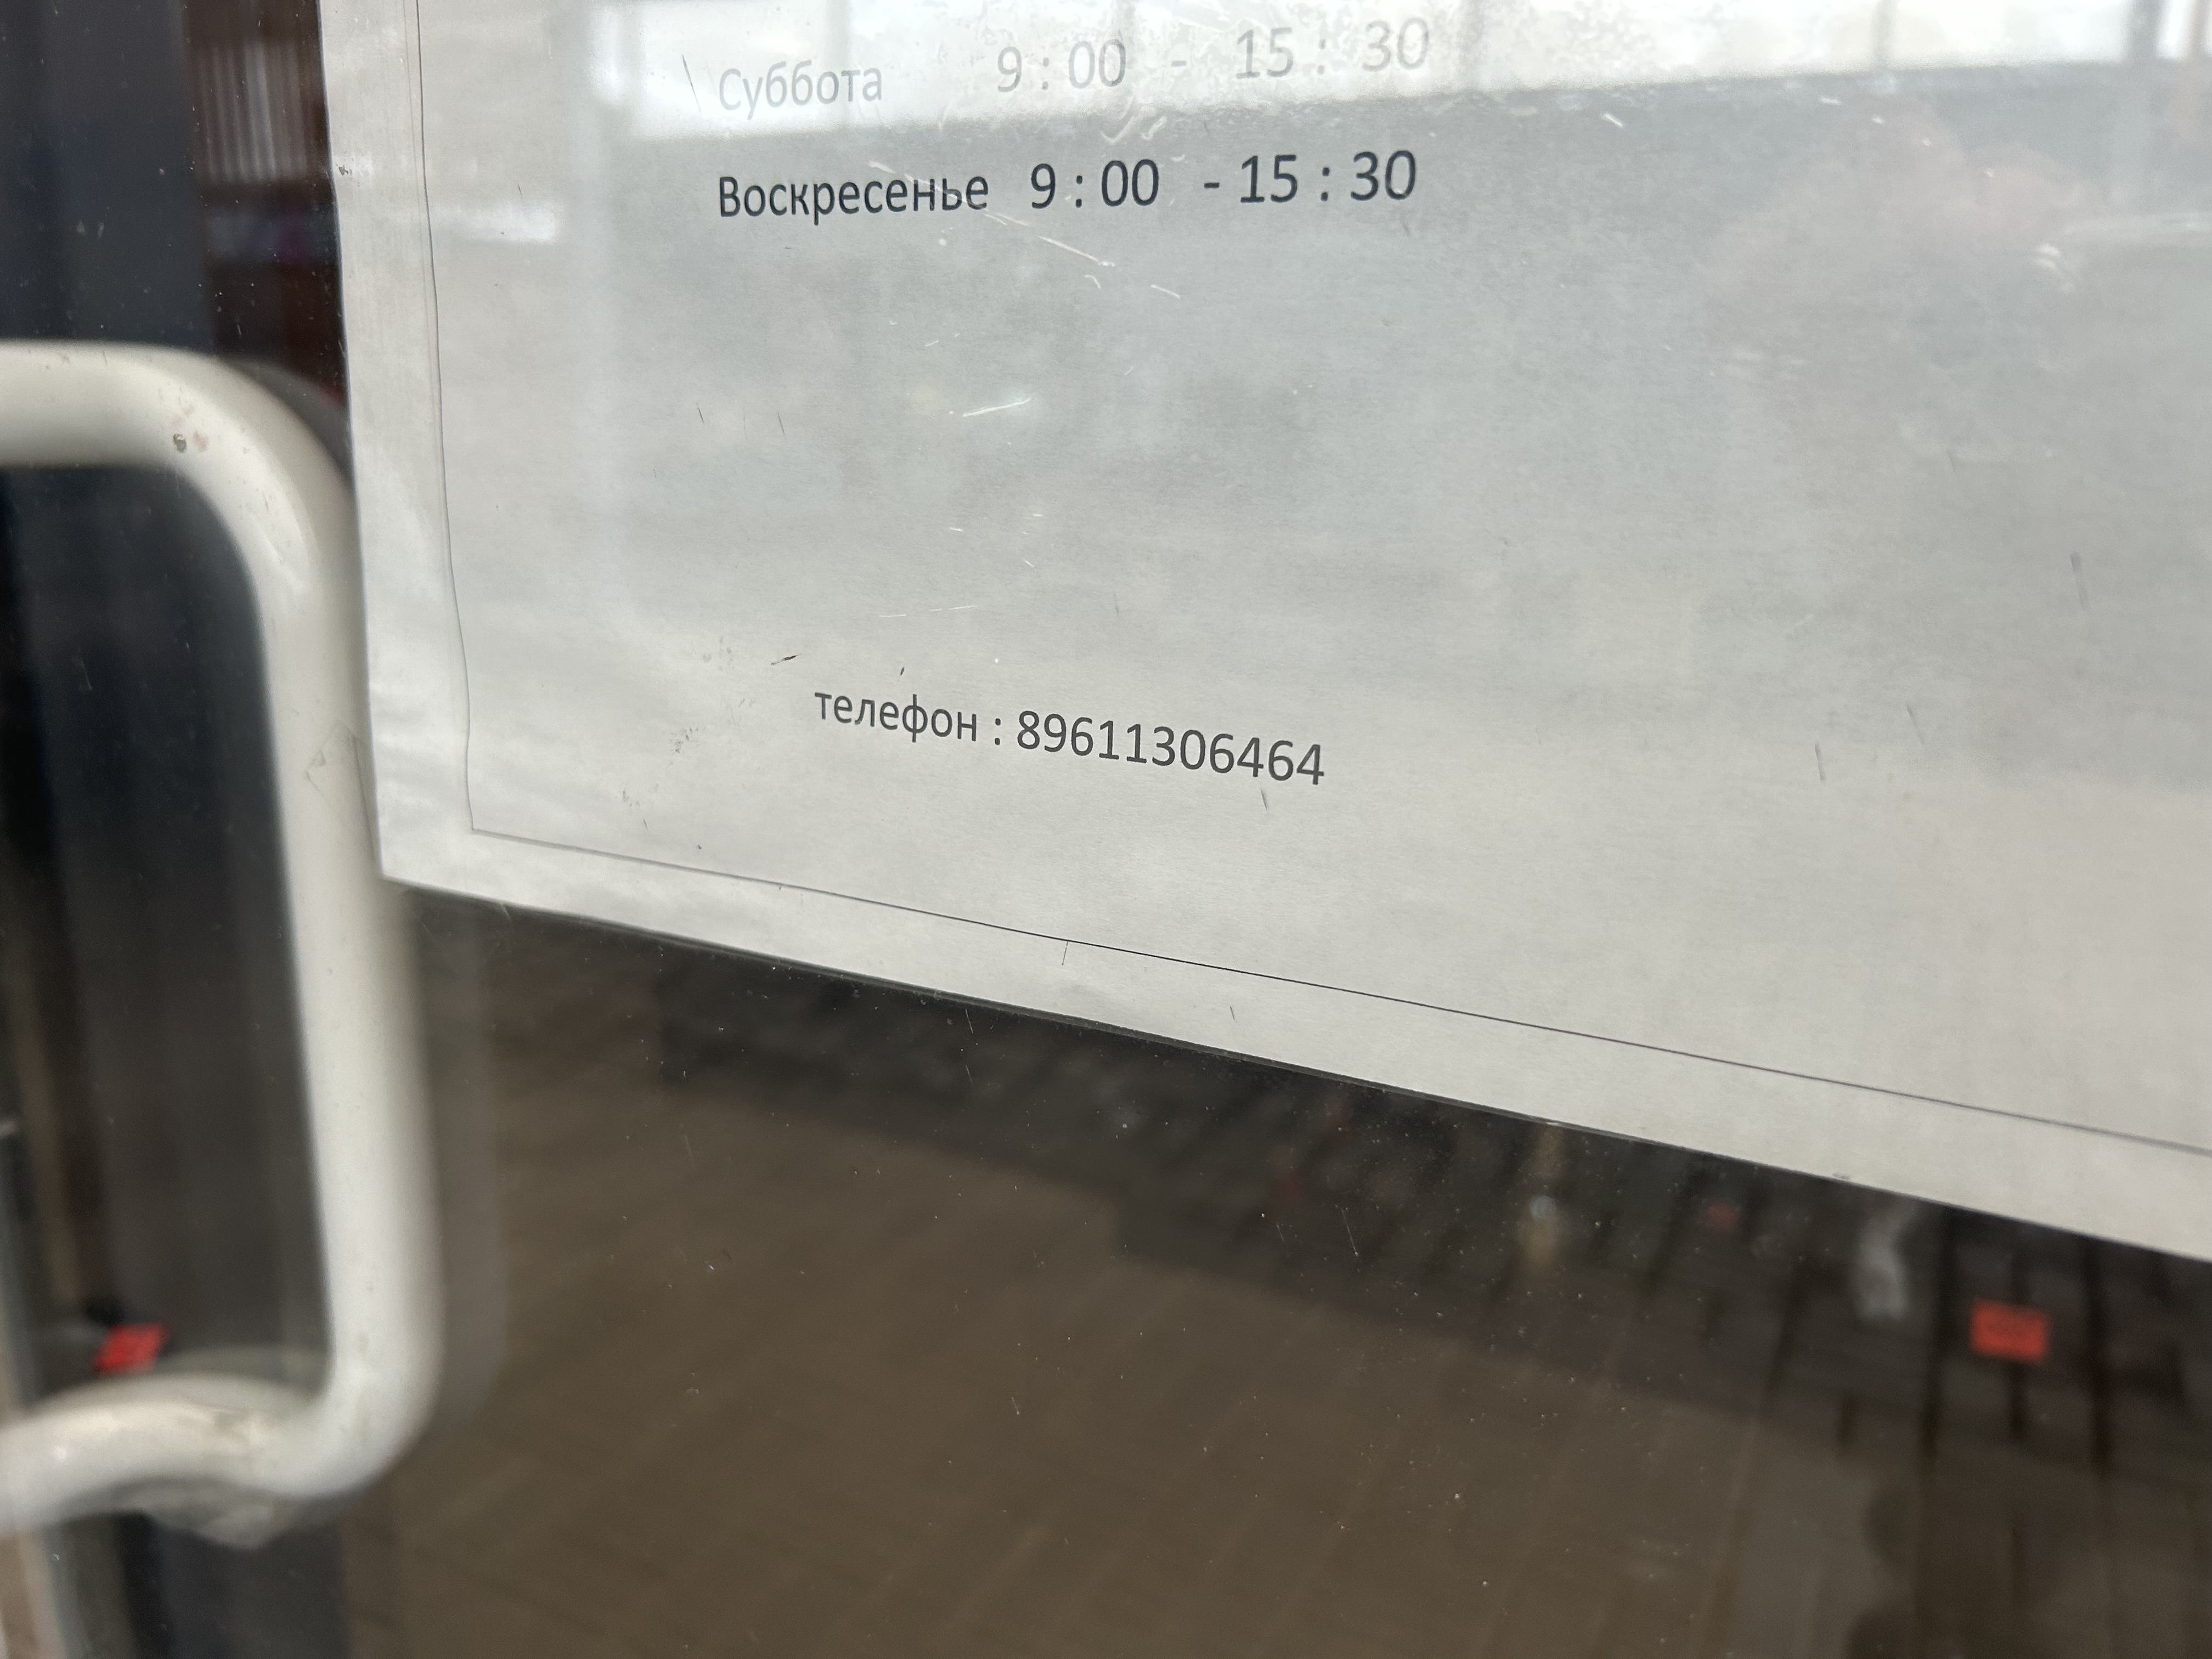 Суббота 9 : 00 - 15 : 30
Воскресенье 9 : 00 - 15 : 30
телефон : 89611306464